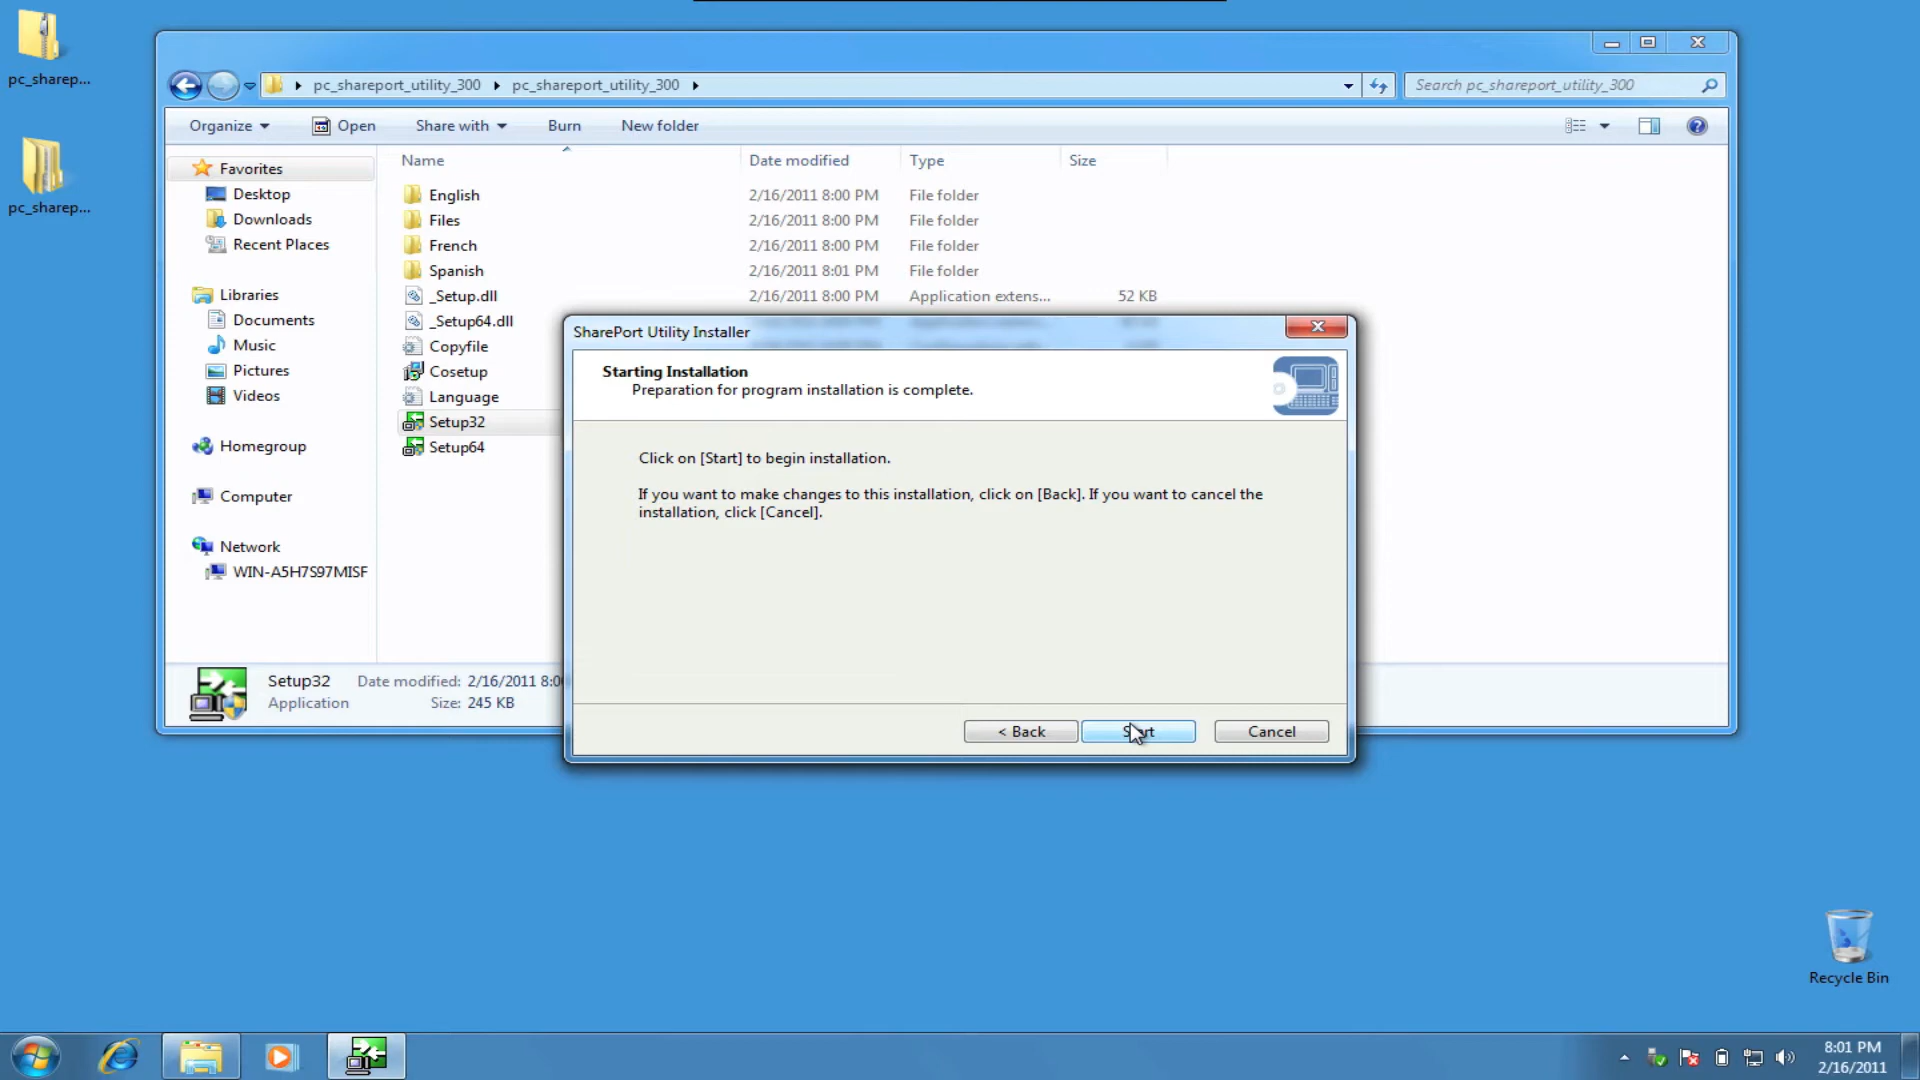 pc_sharep...
pc_sharep...
pc_shareport_utility_300
pc_shareport_utility_300
Search pc_shareport_utility_300
Organize
Open
Share with
Burn
New folder
Favorites
Desktop
Downloads
Recent Places
Libraries
Documents
Music
Pictures
Videos
Homegroup
Computer
Network
WIN-A5H7S97MISF
Name Date modified Type Size
English 2/16/2011 8:00 PM File folder
Files 2/16/2011 8:00 PM File folder
French 2/16/2011 8:00 PM File folder
Spanish 2/16/2011 8:01 PM File folder
_Setup.dll 2/16/2011 8:00 PM Application extens... 52 KB
_Setup64.dll
Copyfile
Cosetup
Language
Setup32
Setup64
SharePort Utility Installer
Starting Installation
Preparation for program installation is complete.
Click on [Start] to begin installation.
If you want to make changes to this installation, click on [Back]. If you want to cancel the
installation, click [Cancel].
< Back
Cancel
Setup32 Date modified: 2/16/2011 8:0
Application Size: 245 KB
Recycle Bin
8:01 PM
2/16/2011